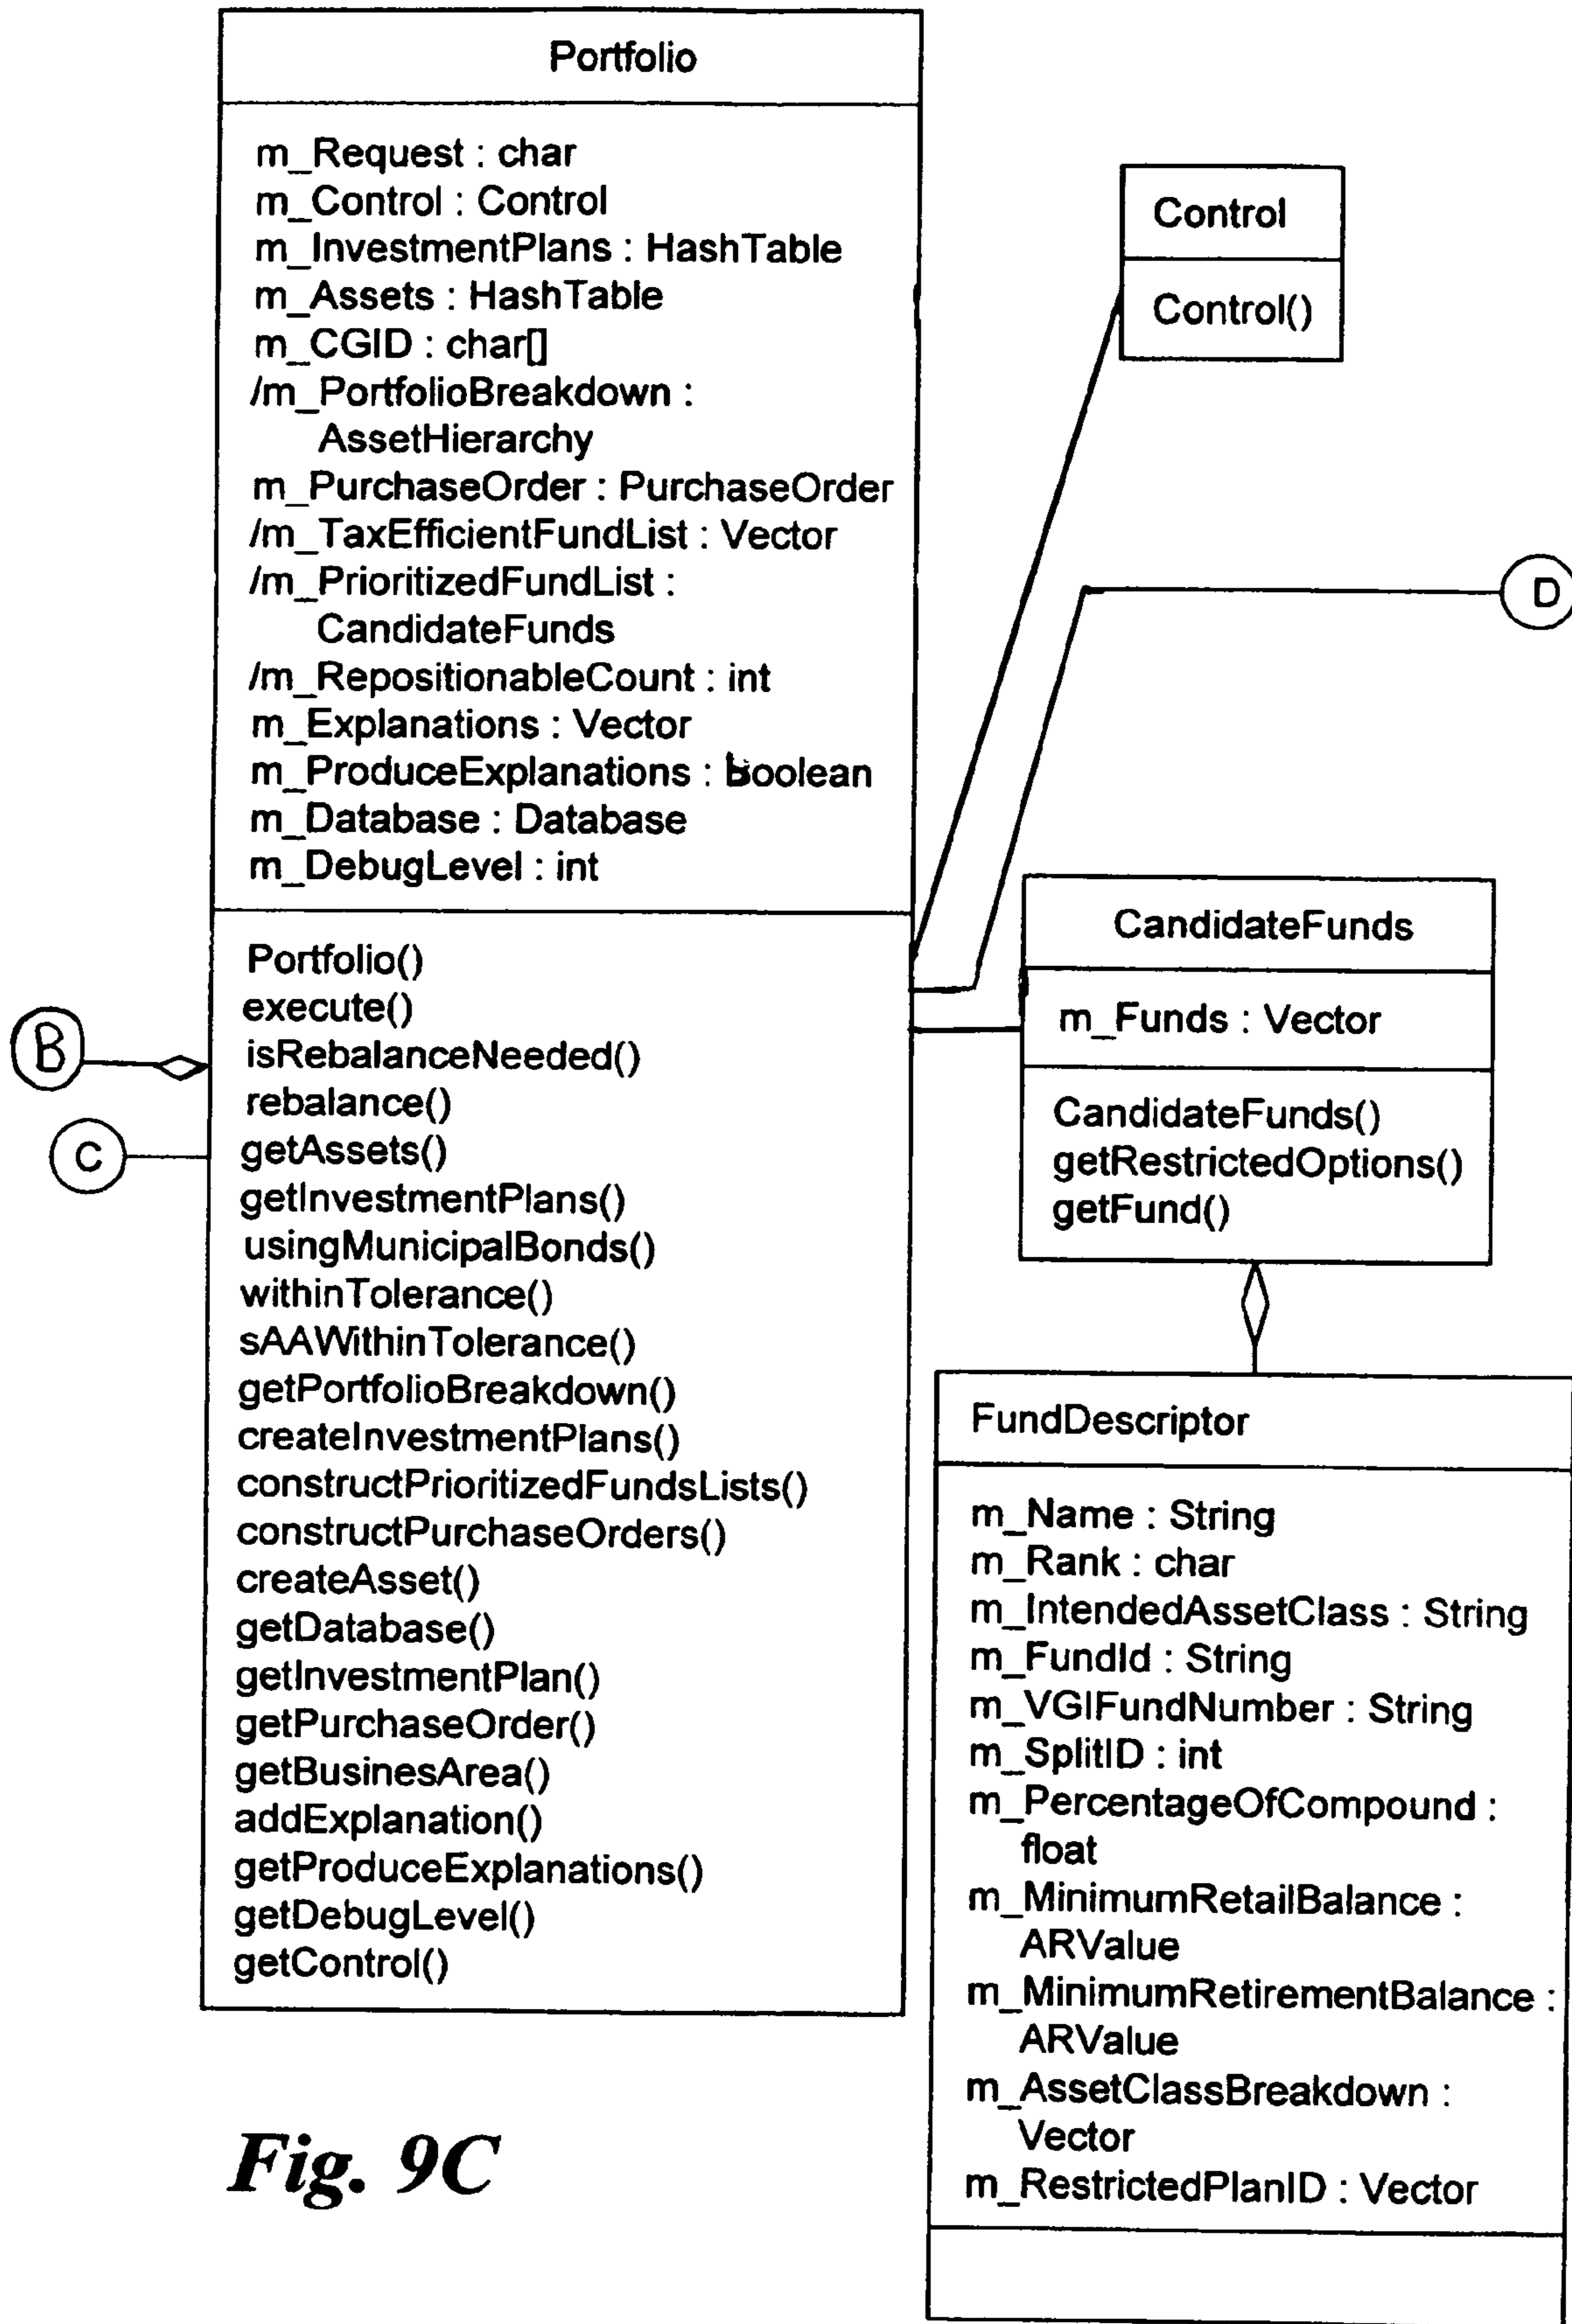 Portfolio
m_Request : char
m_Control : Control
m_InvestmentPlans : HashTable
m_Assets : HashTable
m_CGID : char[]
/m_PortfolioBreakdown :
AssetHierarchy
m_PurchaseOrder : PurchaseOrder
/m_TaxEfficientFundList : Vector
/m_PrioritizedFundList :
CandidateFunds
/m_RepositionableCount : int
m_Explanations : Vector
m_ProduceExplanations : Boolean
m_Database : Database
m_DebugLevel : int
Portfolio()
execute()
isRebalanceNeeded()
rebalance()
getAssets()
getInvestmentPlans()
usingMunicipalBonds()
withinTolerance()
sAAWithinTolerance()
getPortfolioBreakdown()
createInvestmentPlans()
constructPrioritizedFundsLists()
constructPurchaseOrders()
createAsset()
getDatabase()
getInvestmentPlan()
getPurchaseOrder()
getBusinesArea()
addExplanation()
getProduceExplanations()
getDebugLevel()
getControl()
B
C
Control
Control()
D
CandidateFunds
m_Funds : Vector
CandidateFunds()
getRestrictedOptions()
getFund()
FundDescriptor
m_Name : String
m_Rank : char
m_IntendedAssetClass : String
m_FundId : String
m_VGIFundNumber : String
m_SplitID : int
m_PercentageOfCompound :
float
m_MinimumRetailBalance :
ARValue
m_MinimumRetirementBalance :
ARValue
m_AssetClassBreakdown :
Vector
m_RestrictedPlanID : Vector
Fig. 9C